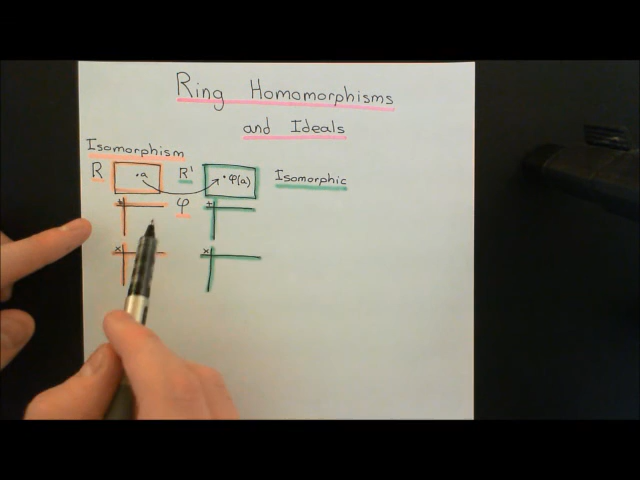 Ring Homomorphisms
and Ideals
Isomorphism
R •a R' •φ(a) Isomorphic
+ φ +
× ×